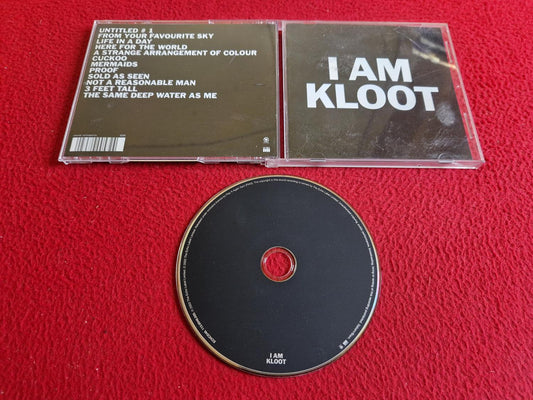 UNTITLED # 1
FROM YOUR FAVOURITE SKY
LIFE IN A DAY
HERE FOR THE WORLD
A STRANGE ARRANGEMENT OF COLOUR
CUCKOO
MERMAIDS
PROOF
SOLD AS SEEN
NOT A REASONABLE MAN
3 FEET TALL
THE SAME DEEP WATER AS ME
I AM
KLOOT
I AM
KLOOT